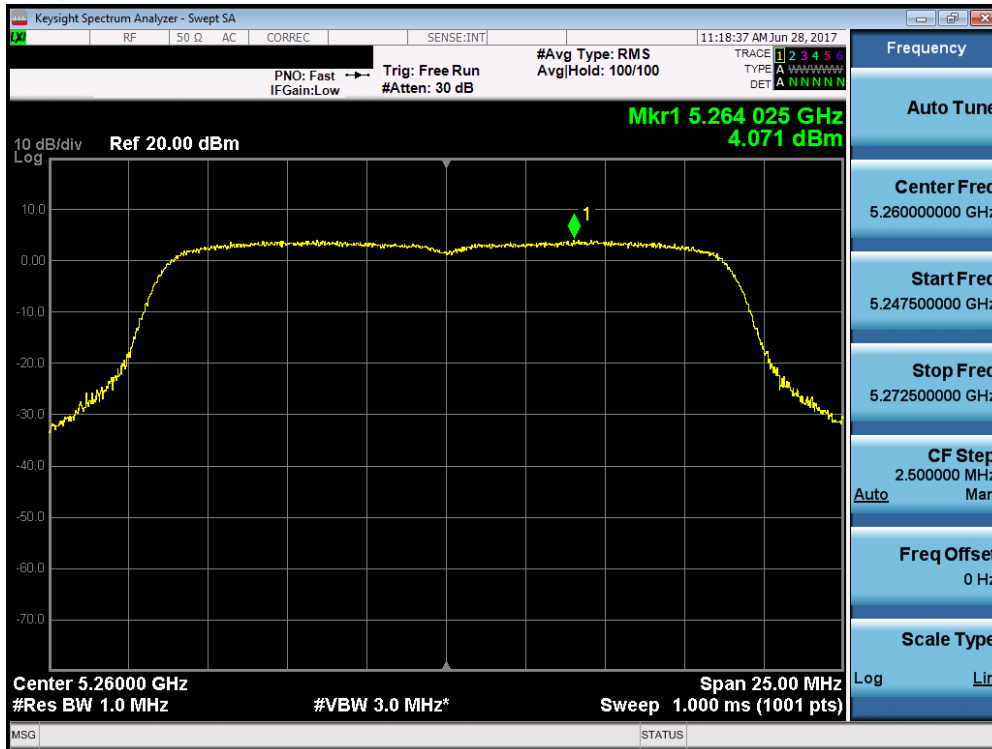 Keysight Spectrum Analyzer - Swept SA
LXI RF 50 Ω AC CORREC SENSE:INT 11:18:37 AM Jun 28, 2017
PNO: Fast
IFGain:Low
Trig: Free Run
#Atten: 30 dB
#Avg Type: RMS
Avg|Hold: 100/100
TRACE 1 2 3 4 5 6
TYPE A WWWWW
DET A N N N N N
Mkr1 5.264 025 GHz
4.071 dBm
10 dB/div Ref 20.00 dBm
Log
10.0
0.00
-10.0
-20.0
-30.0
-40.0
-50.0
-60.0
-70.0
1
Center 5.26000 GHz Span 25.00 MHz
#Res BW 1.0 MHz #VBW 3.0 MHz* Sweep 1.000 ms (1001 pts)
MSG STATUS
Frequency
Auto Tune
Center Freq
5.260000000 GHz
Start Freq
5.247500000 GHz
Stop Freq
5.272500000 GHz
CF Step
2.500000 MHz
Auto Man
Freq Offset
0 Hz
Scale Type
Log Lin